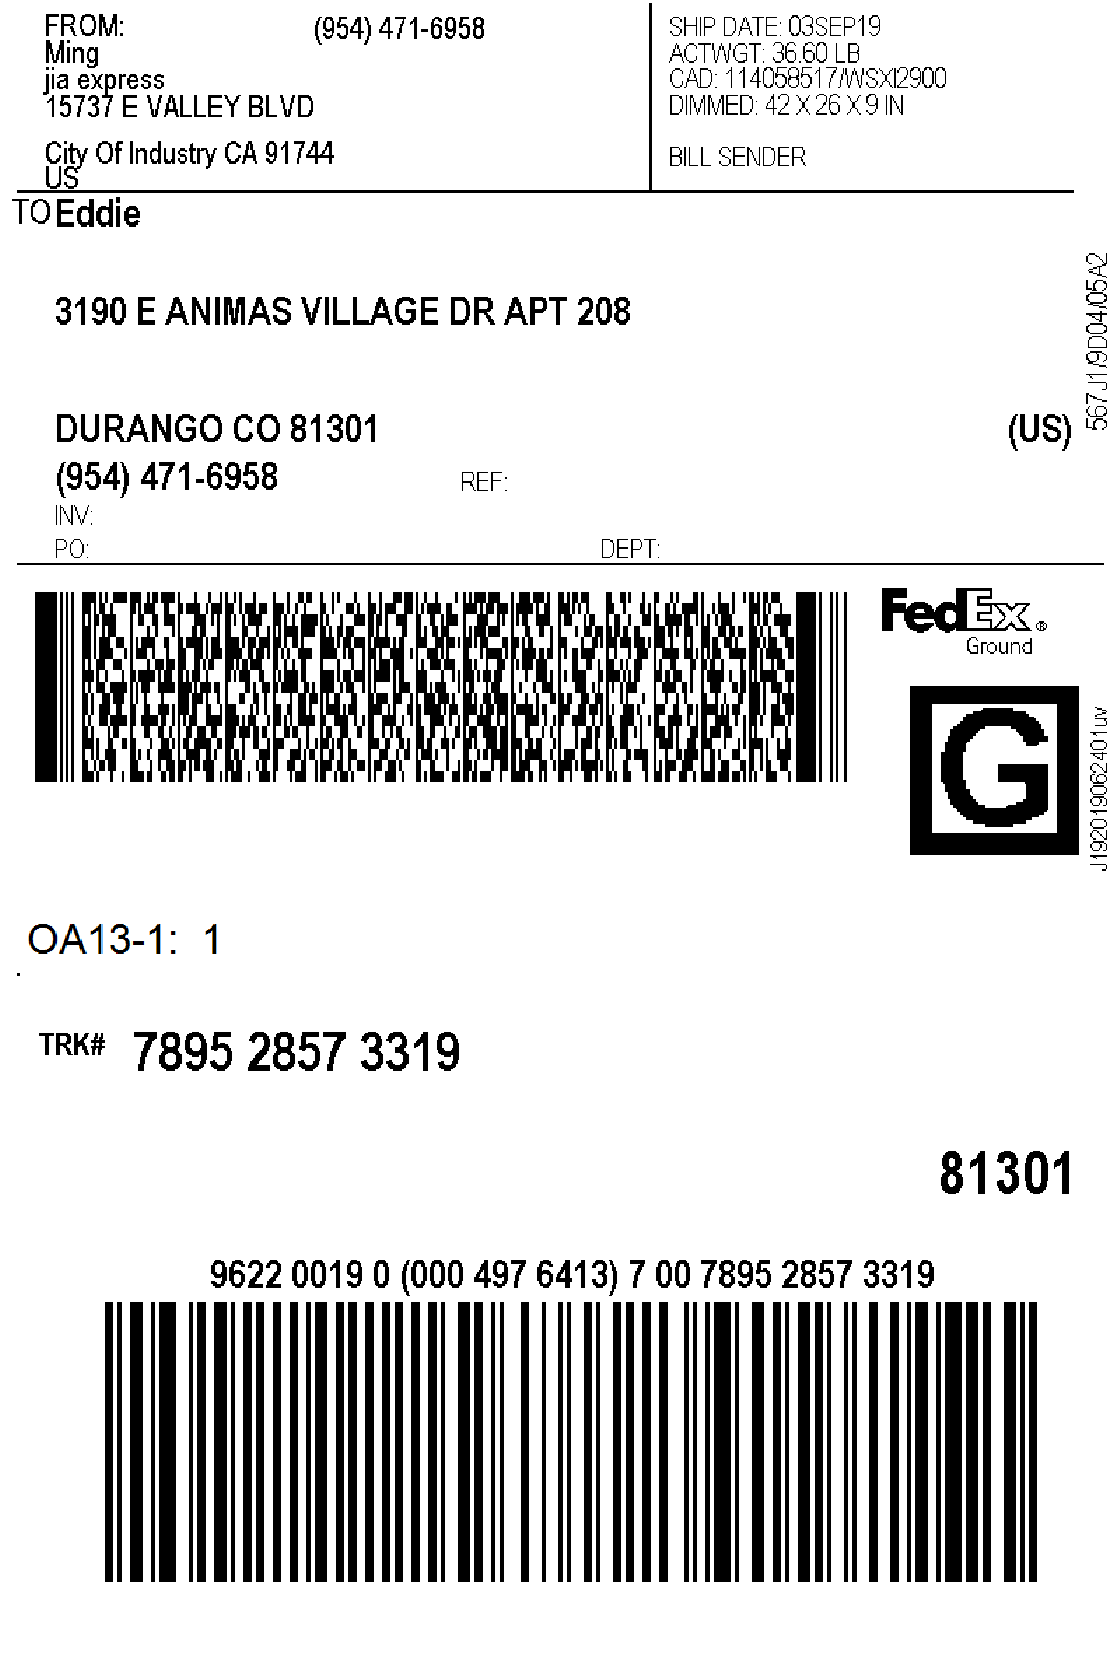 FROM: (954) 471-6958
Ming
jia express
15737 E VALLEY BLVD
City Of Industry CA 91744
US
SHIP DATE: 03SEP19
ACTWGT: 36.60 LB
CAD: 114058517/WSXI2900
DIMMED: 42 X 26 X 9 IN
BILL SENDER
TO Eddie
3190 E ANIMAS VILLAGE DR APT 208
DURANGO CO 81301 (US)
(954) 471-6958 REF:
INV:
PO: DEPT:
567J1/9D04/05A2
FedEx®
Ground
G
J192019062401uv
OA13-1: 1
.
TRK# 7895 2857 3319
81301
9622 0019 0 (000 497 6413) 7 00 7895 2857 3319